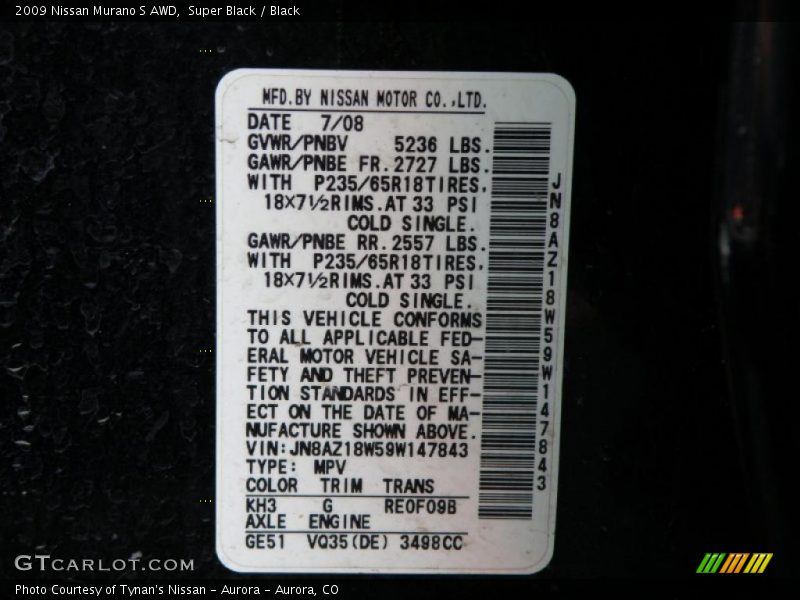 2009 Nissan Murano S AWD,  Super Black / Black
MFD.BY NISSAN MOTOR CO.,LTD.
DATE 7/08
GVWR/PNBV 5236 LBS.
GAWR/PNBE FR.2727 LBS.
WITH P235/65R18TIRES.
18×7½RIMS.AT 33 PSI
COLD SINGLE.
GAWR/PNBE RR.2557 LBS.
WITH P235/65R18TIRES.
18×7½RIMS.AT 33 PSI
COLD SINGLE.
THIS VEHICLE CONFORMS
TO ALL APPLICABLE FED-
ERAL MOTOR VEHICLE SA-
FETY AND THEFT PREVEN-
TION STANDARDS IN EFF-
ECT ON THE DATE OF MA-
NUFACTURE SHOWN ABOVE.
VIN:JN8AZ18W59W147843
TYPE: MPV
COLOR TRIM TRANS
KH3 G RE0F09B
AXLE ENGINE
GE51 VQ35(DE) 3498CC
JN8AZ18W59W147843
GTCARLOT.COM
Photo Courtesy of Tynan's Nissan - Aurora - Aurora, CO